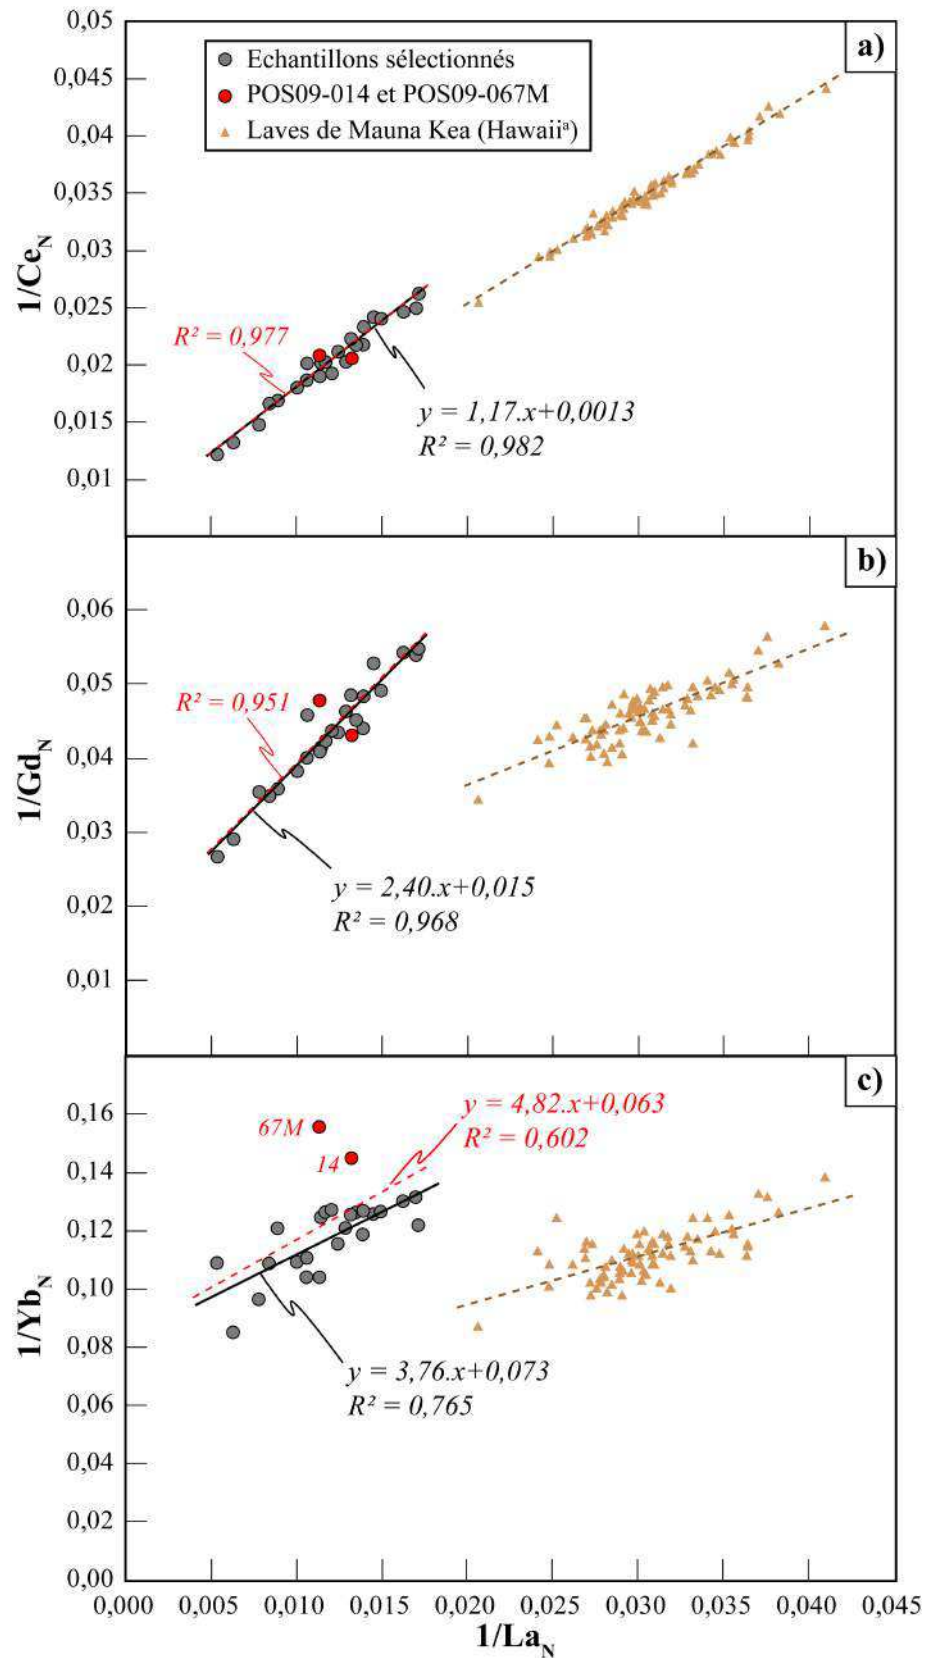 0,05
a)
Echantillons sélectionnés
POS09-014 et POS09-067M
Laves de Mauna Kea (Hawaiiᵃ)
0,045
0,04
0,035
0,03
0,025
0,02
0,015
0,01
1/Ce_N
R² = 0,977
y = 1,17.x+0,0013
R² = 0,982
b)
0,06
0,05
0,04
0,03
0,02
0,01
1/Gd_N
R² = 0,951
y = 2,40.x+0,015
R² = 0,968
c)
0,16
0,14
0,12
0,10
0,08
0,06
0,04
0,02
0,00
1/Yb_N
67M
14
y = 4,82.x+0,063
R² = 0,602
y = 3,76.x+0,073
R² = 0,765
0,000 0,005 0,010 0,015 0,020 0,025 0,030 0,035 0,040 0,045
1/La_N